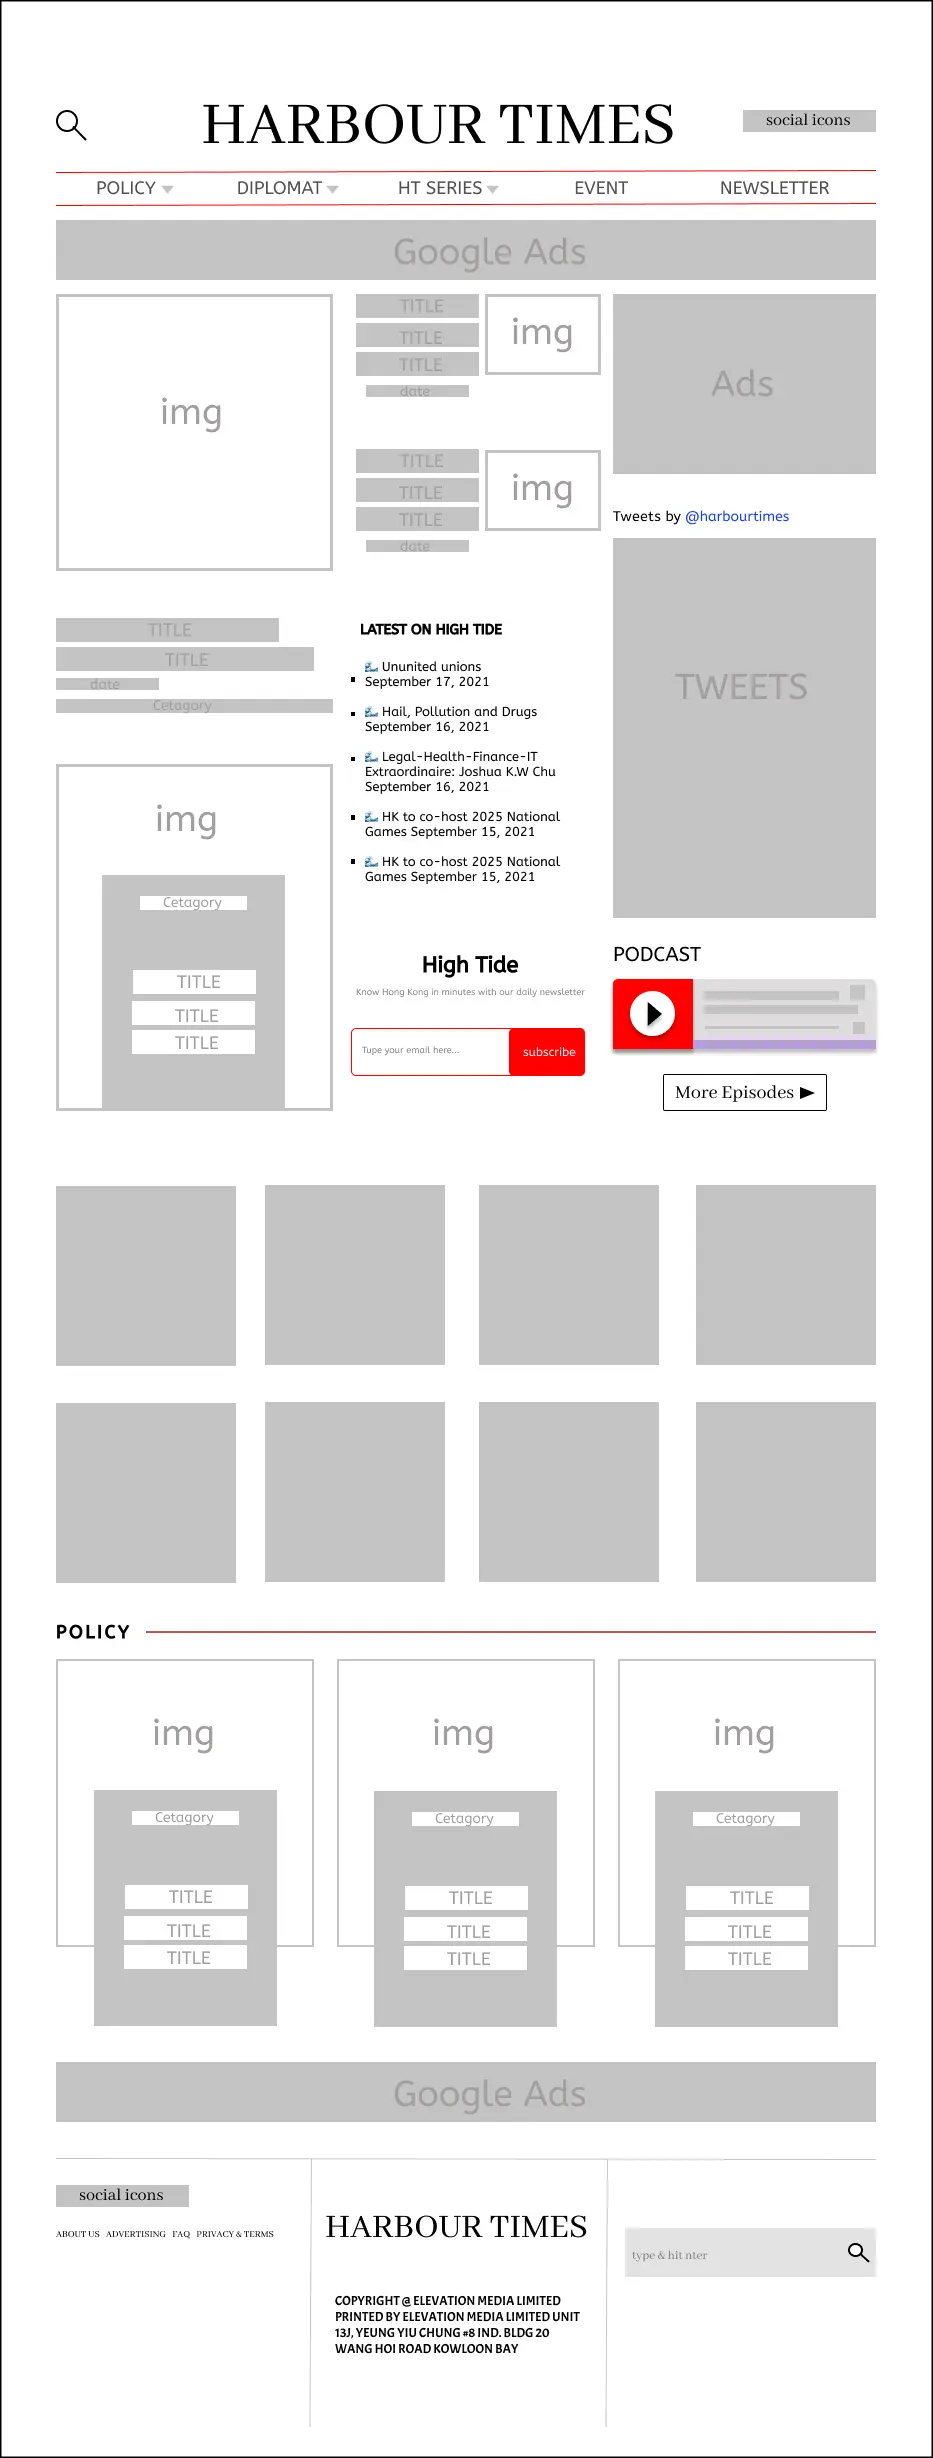 HARBOUR TIMES
social icons
POLICY
DIPLOMAT
HT SERIES
EVENT
NEWSLETTER
Google Ads
img
TITLE
TITLE
TITLE
date
img
TITLE
TITLE
TITLE
date
img
Ads
Tweets by @harbourtimes
TWEETS
TITLE
TITLE
date
Cetagory
img
Cetagory
TITLE
TITLE
TITLE
LATEST ON HIGH TIDE
🌊 Ununited unions
September 17, 2021
🌊 Hail, Pollution and Drugs
September 16, 2021
🌊 Legal-Health-Finance-IT
Extraordinaire: Joshua K.W Chu
September 16, 2021
🌊 HK to co-host 2025 National
Games September 15, 2021
🌊 HK to co-host 2025 National
Games September 15, 2021
High Tide
Know Hong Kong in minutes with our daily newsletter
Type your email here...
subscribe
PODCAST
More Episodes
POLICY
img
Cetagory
TITLE
TITLE
TITLE
img
Cetagory
TITLE
TITLE
TITLE
img
Cetagory
TITLE
TITLE
TITLE
Google Ads
social icons
ABOUT US ADVERTISING FAQ PRIVACY & TERMS
HARBOUR TIMES
COPYRIGHT @ ELEVATION MEDIA LIMITED
PRINTED BY ELEVATION MEDIA LIMITED UNIT
13J, YEUNG YIU CHUNG #8 IND. BLDG 20
WANG HOI ROAD KOWLOON BAY
type & hit nter